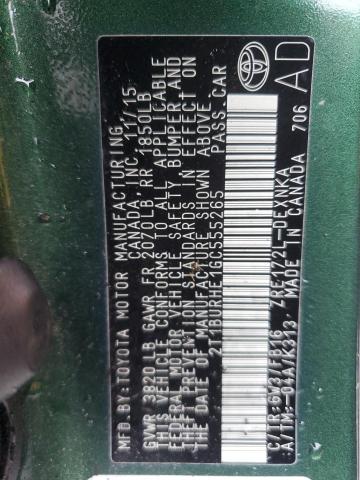 MFD.BY:TOYOTA MOTOR MANUFACTURING
CANADA, INC. 11/15
GVWR 3820LB GAWR FR 2070LB RR 1850LB
THIS VEHICLE CONFORMS TO ALL APPLICABLE
FEDERAL MOTOR VEHICLE SAFETY, BUMPER AND
THEFT PREVENTION STANDARDS IN EFFECT ON
THE DATE OF MANUFACTURE SHOWN ABOVE.
2T1BURHE1GC555265 PASS.CAR
C/TR:6V3/FB16 ZRE172L-DEXNKA
A/TM:-04A/K313 MADE IN CANADA 706
AD